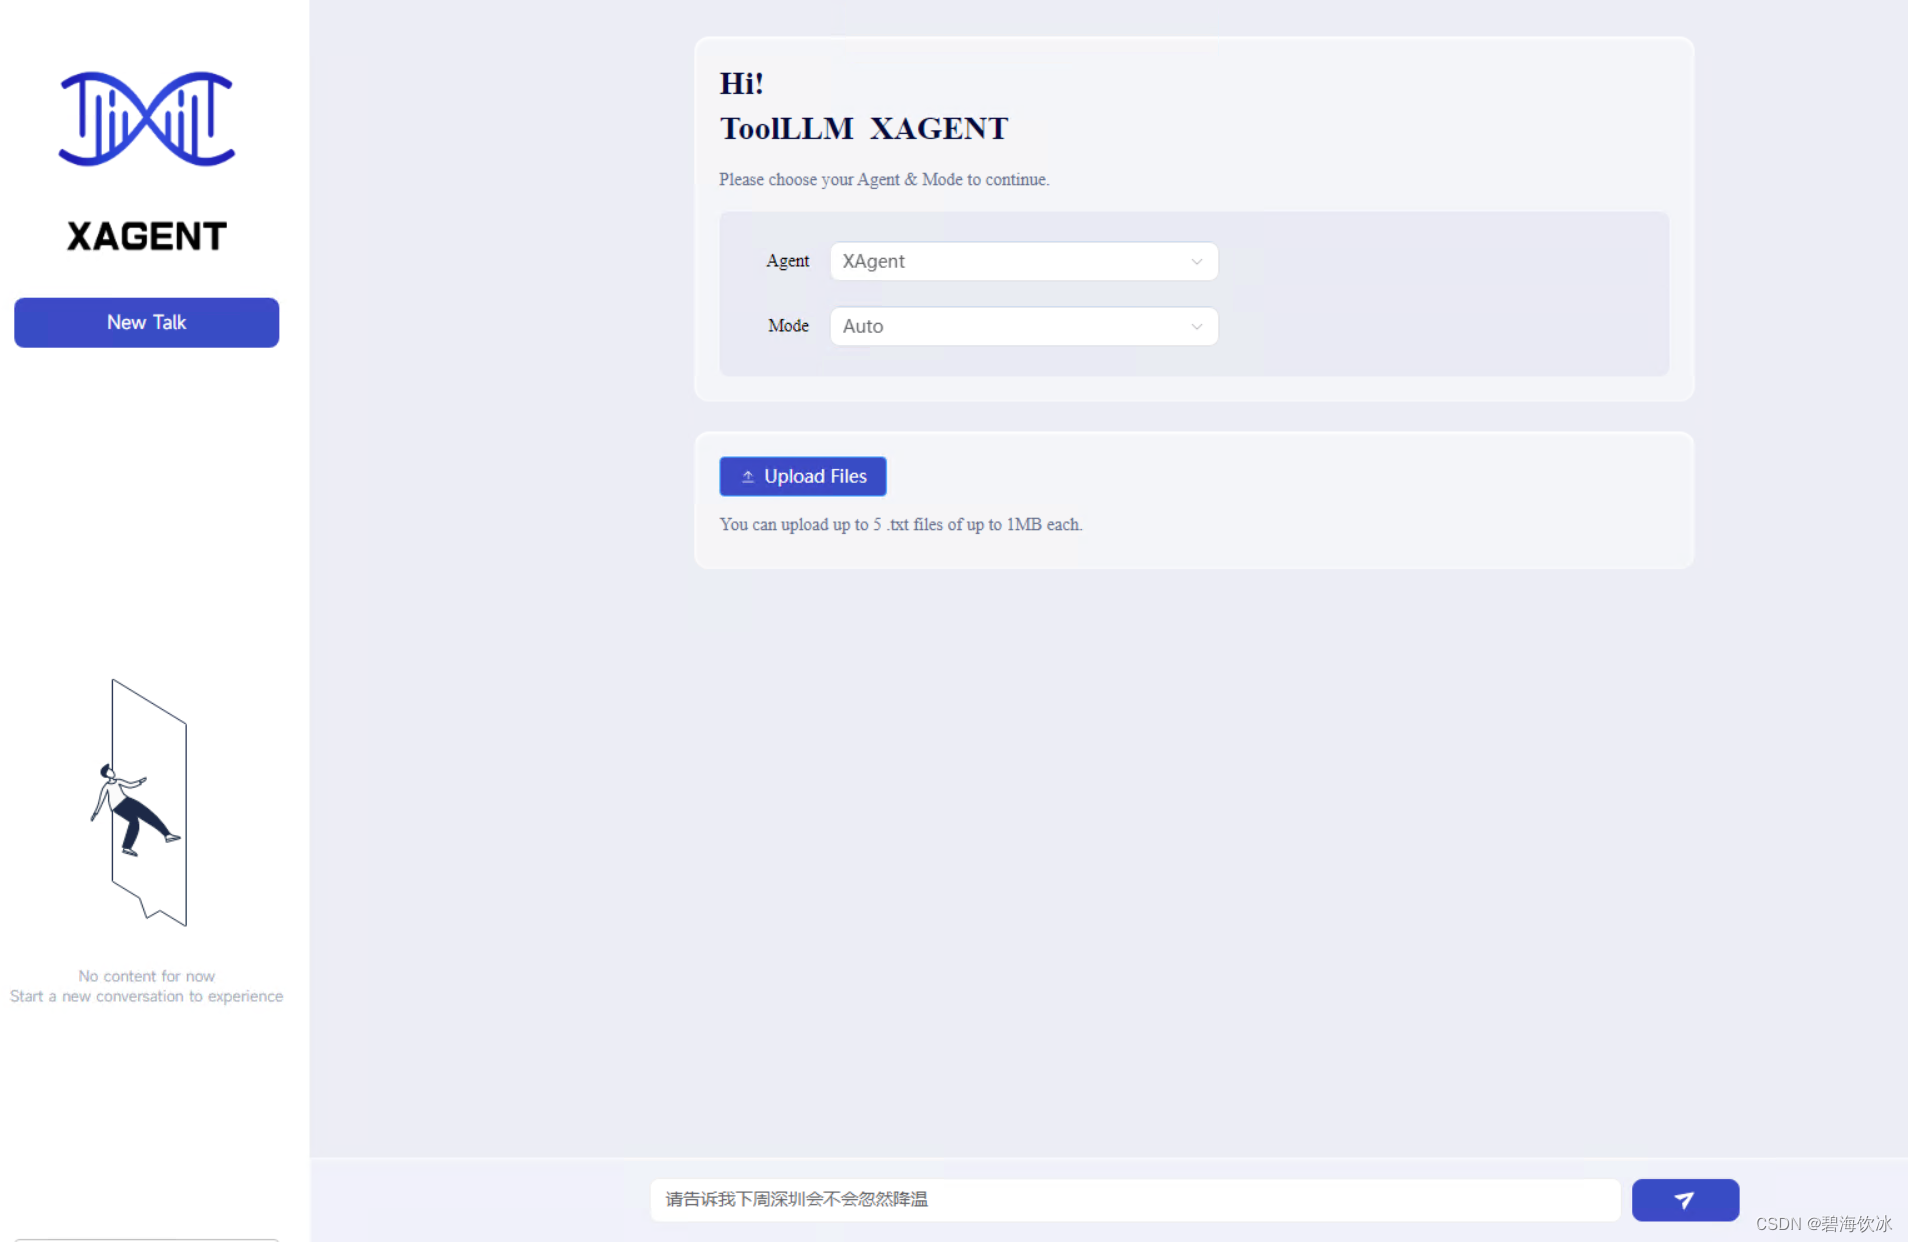 XAGENT
New Talk
No content for now
Start a new conversation to experience
Hi!
ToolLLM XAGENT
Please choose your Agent & Mode to continue.
Agent XAgent
Mode Auto
Upload Files
You can upload up to 5 .txt files of up to 1MB each.
请告诉我下周深圳会不会忽然降温
CSDN @碧海饮冰